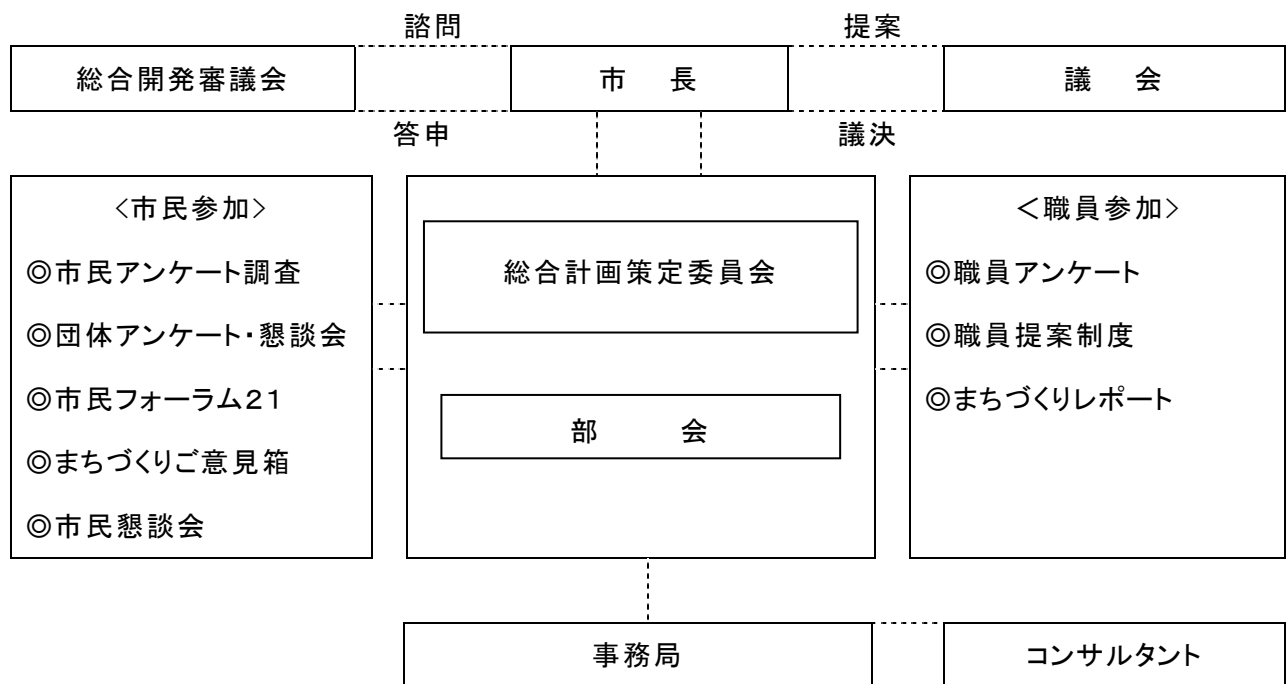 諮問
提案
総合開発審議会
市 長
議 会
答申
議決
<市民参加>
◎市民アンケート調査
◎団体アンケート・懇談会
◎市民フォーラム21
◎まちづくりご意見箱
◎市民懇談会
総合計画策定委員会
部 会
<職員参加>
◎職員アンケート
◎職員提案制度
◎まちづくりレポート
事務局
コンサルタント